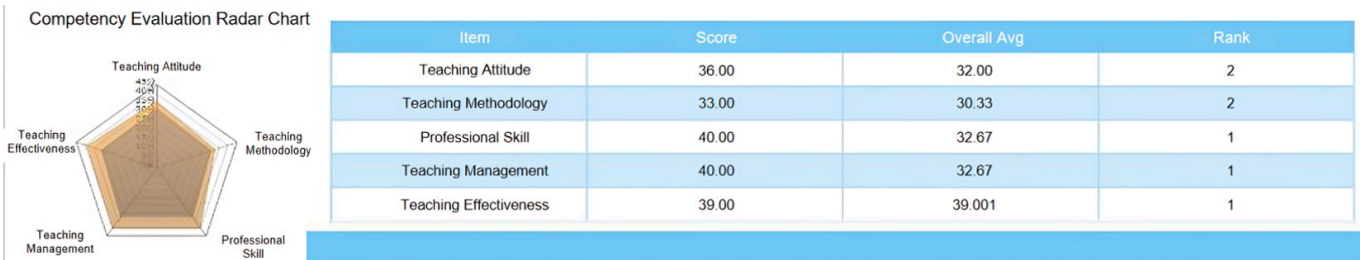 Competency Evaluation Radar Chart
Teaching Attitude
Teaching
Methodology
Professional
Skill
Teaching
Management
Teaching
Effectiveness
Item Score Overall Avg Rank
Teaching Attitude 36.00 32.00 2
Teaching Methodology 33.00 30.33 2
Professional Skill 40.00 32.67 1
Teaching Management 40.00 32.67 1
Teaching Effectiveness 39.00 39.001 1